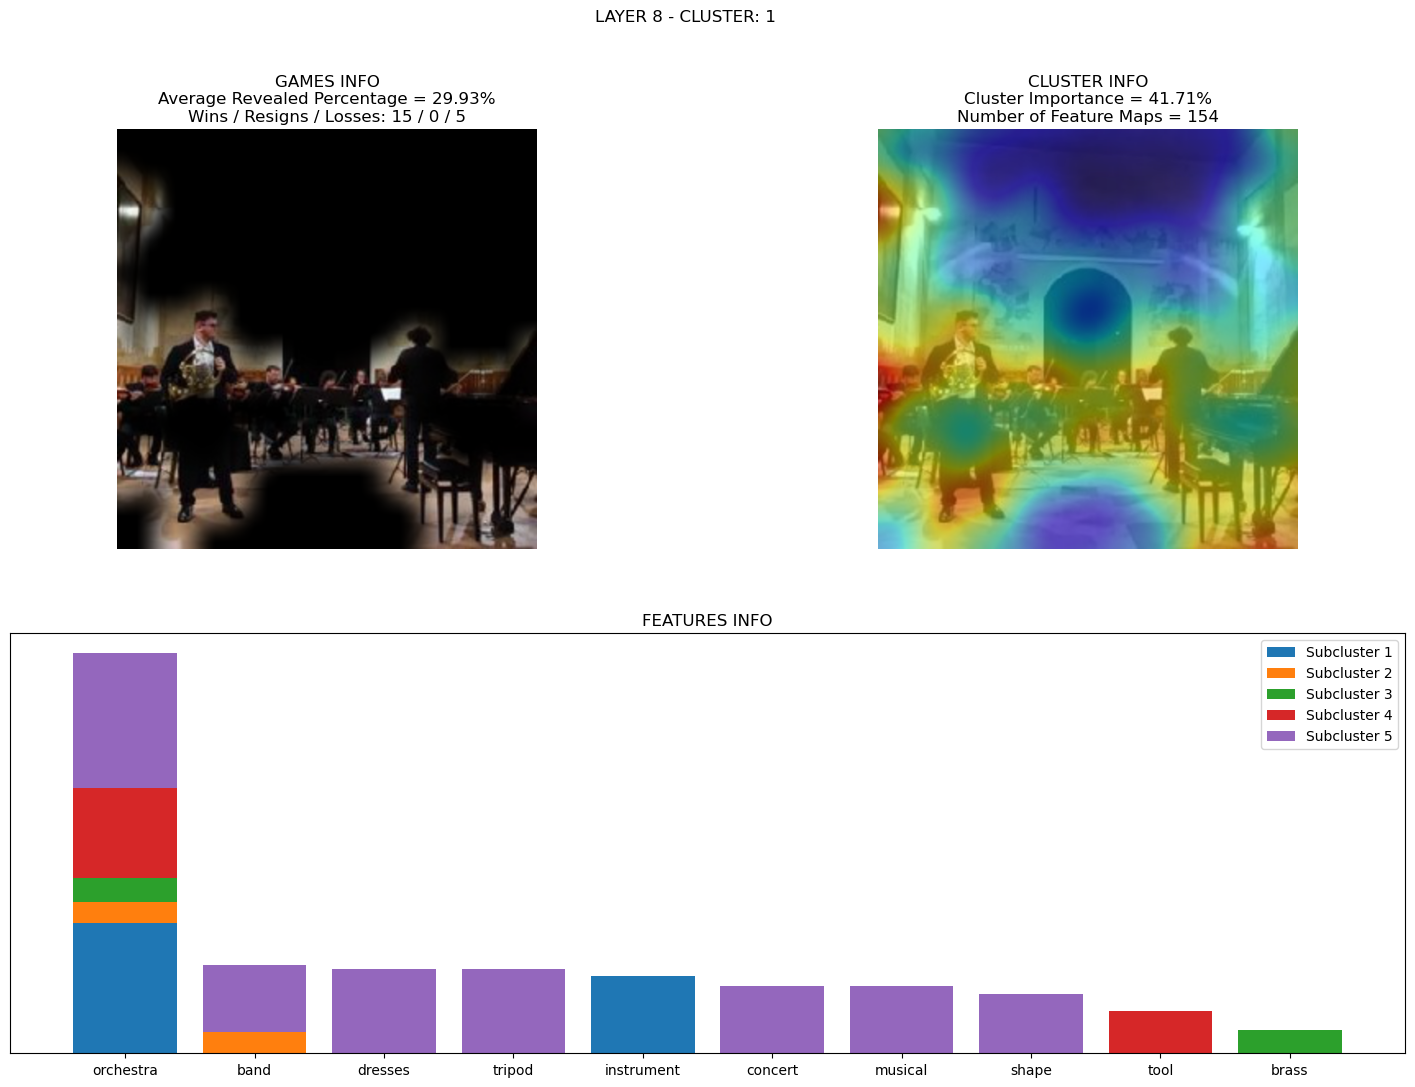 LAYER 8 - CLUSTER: 1
GAMES INFO
Average Revealed Percentage = 29.93%
Wins / Resigns / Losses: 15 / 0 / 5
CLUSTER INFO
Cluster Importance = 41.71%
Number of Feature Maps = 154
FEATURES INFO
Subcluster 1
Subcluster 2
Subcluster 3
Subcluster 4
Subcluster 5
orchestra band dresses tripod instrument concert musical shape tool brass